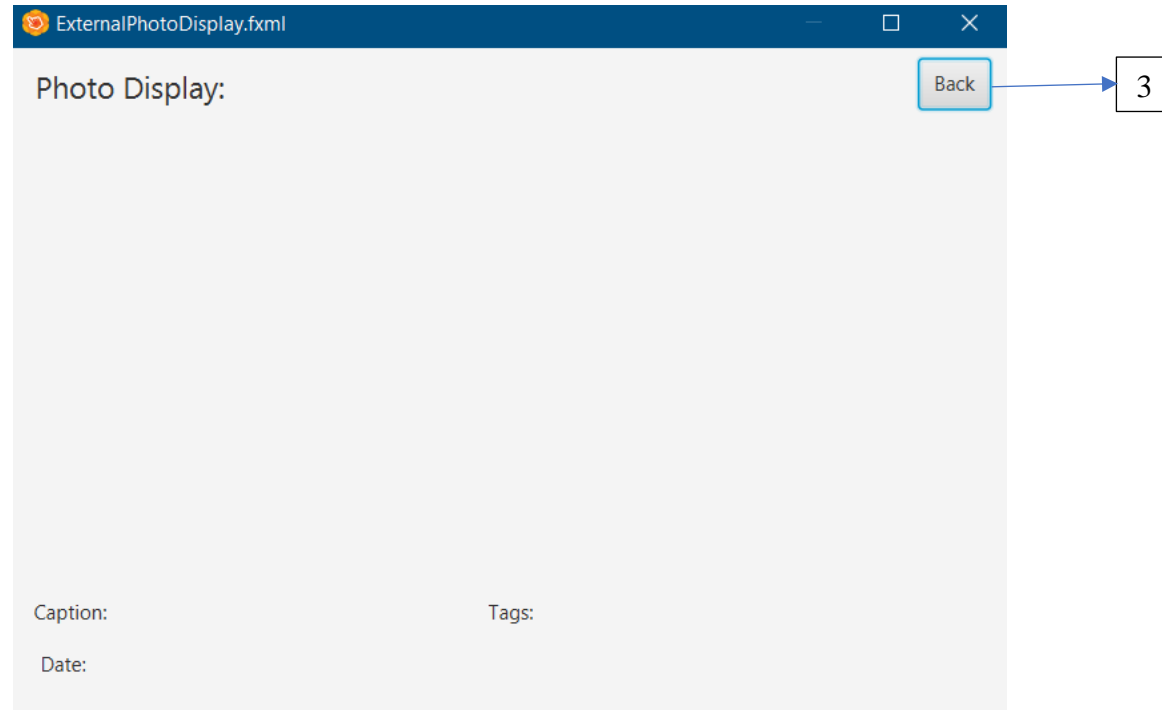 ExternalPhotoDisplay.fxml
Photo Display:
Back
3
Caption:
Tags:
Date: